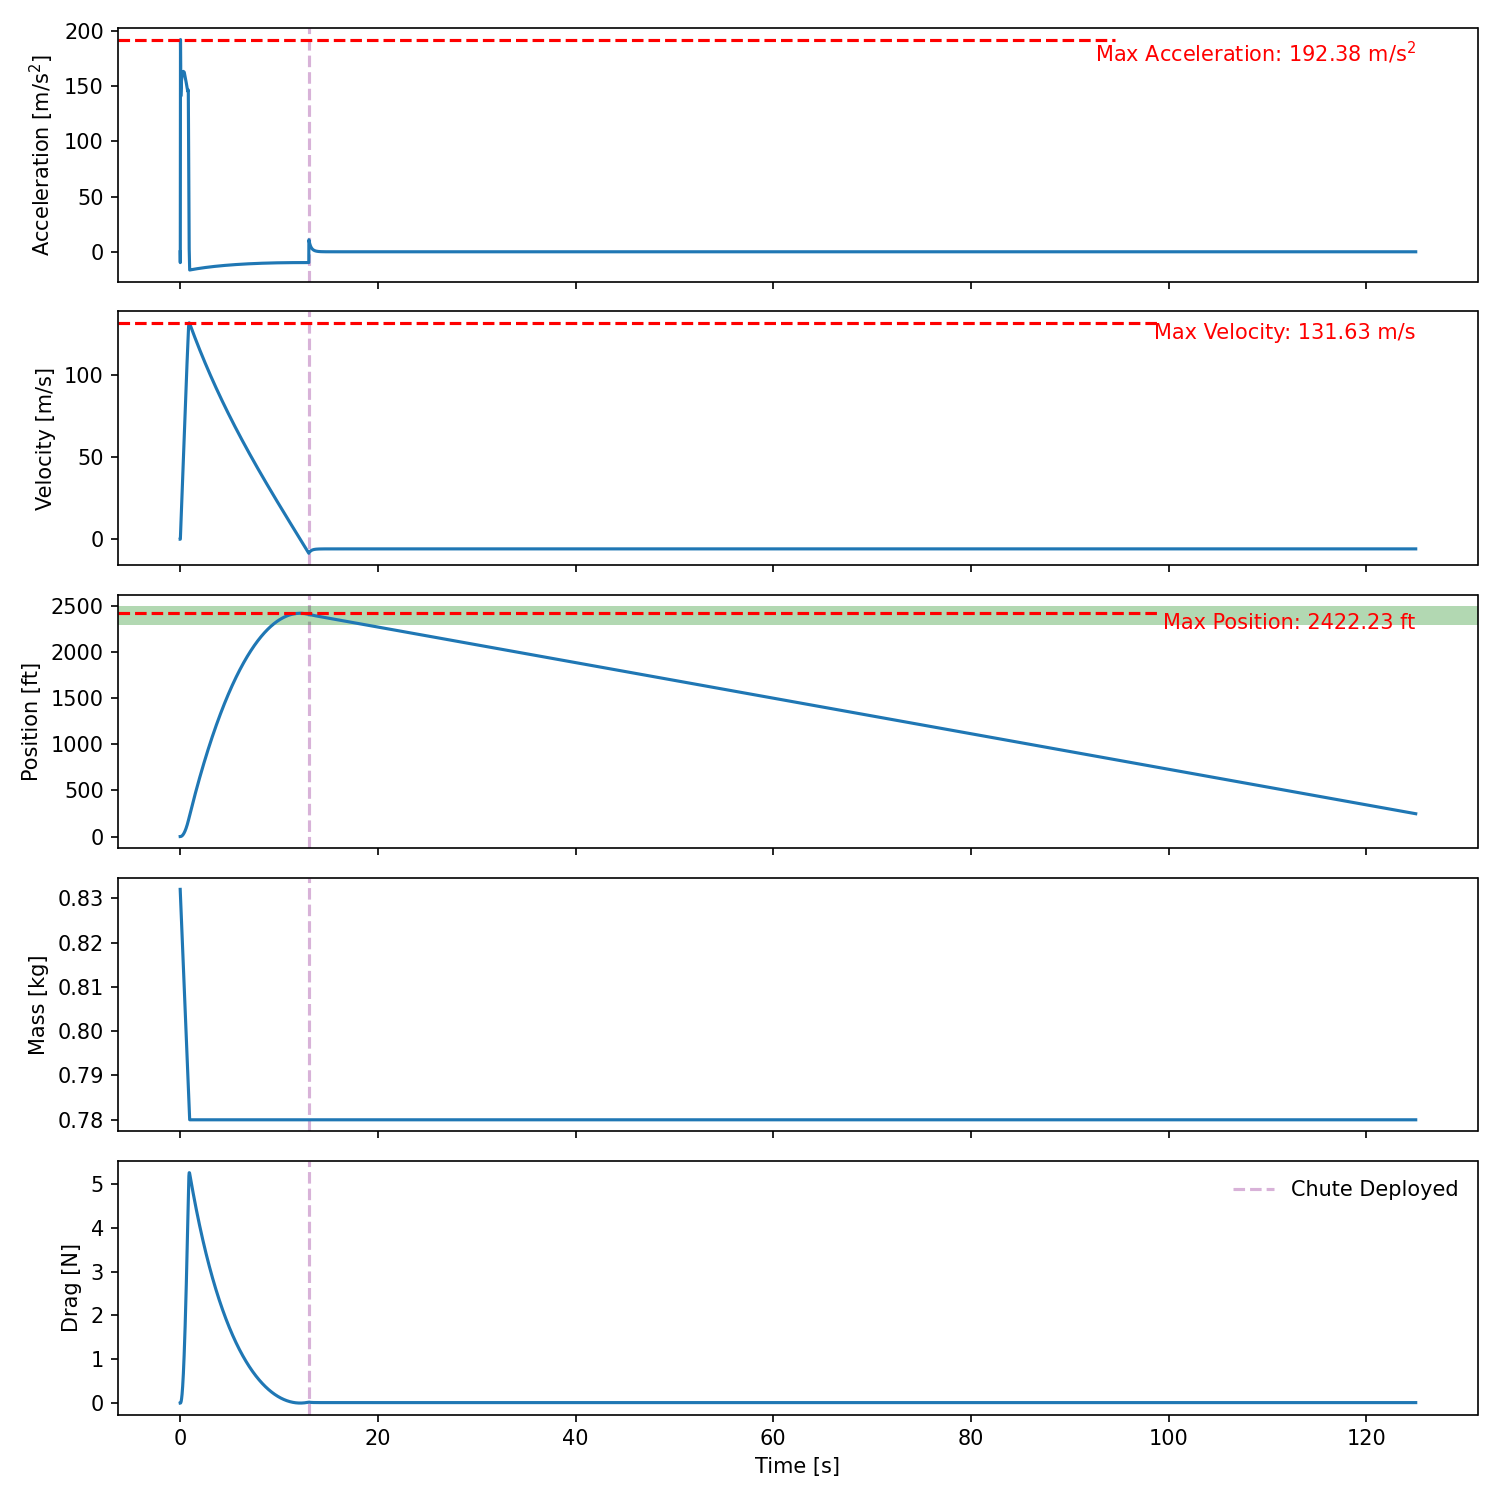 Acceleration [m/s²]
200
150
100
50
0
Max Acceleration: 192.38 m/s²
Velocity [m/s]
100
50
0
Max Velocity: 131.63 m/s
Position [ft]
2500
2000
1500
1000
500
0
Max Position: 2422.23 ft
Mass [kg]
0.83
0.82
0.81
0.80
0.79
0.78
Drag [N]
5
4
3
2
1
0
Chute Deployed
0 20 40 60 80 100 120
Time [s]